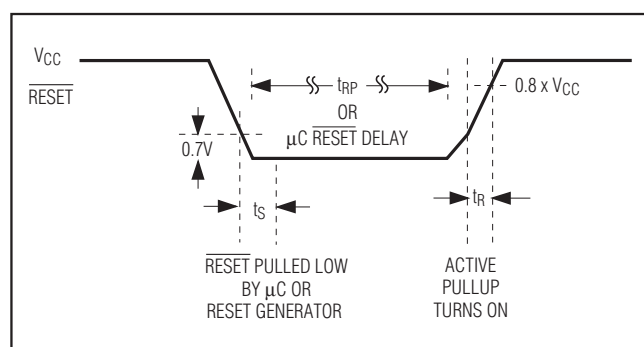 VCC
RESET
tRP
OR
μC RESET DELAY
0.8 x VCC
0.7V
tS
tR
RESET PULLED LOW
BY μC OR
RESET GENERATOR
ACTIVE
PULLUP
TURNS ON